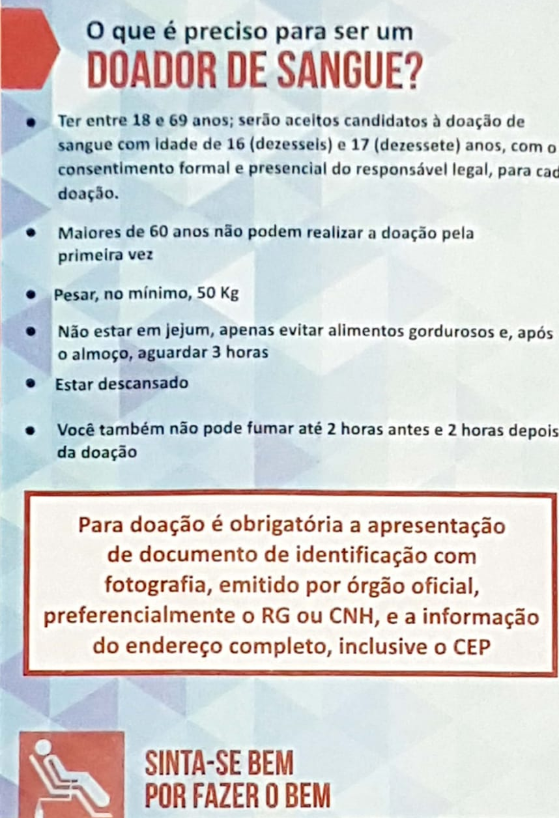 O que é preciso para ser um
DOADOR DE SANGUE?
• Ter entre 18 e 69 anos; serão aceitos candidatos à doação de
sangue com idade de 16 (dezesseis) e 17 (dezessete) anos, com o
consentimento formal e presencial do responsável legal, para cad
doação.
• Maiores de 60 anos não podem realizar a doação pela
primeira vez
• Pesar, no mínimo, 50 Kg
• Não estar em jejum, apenas evitar alimentos gordurosos e, após
o almoço, aguardar 3 horas
• Estar descansado
• Você também não pode fumar até 2 horas antes e 2 horas depois
da doação
Para doação é obrigatória a apresentação
de documento de identificação com
fotografia, emitido por órgão oficial,
preferencialmente o RG ou CNH, e a informação
do endereço completo, inclusive o CEP
SINTA-SE BEM
POR FAZER O BEM